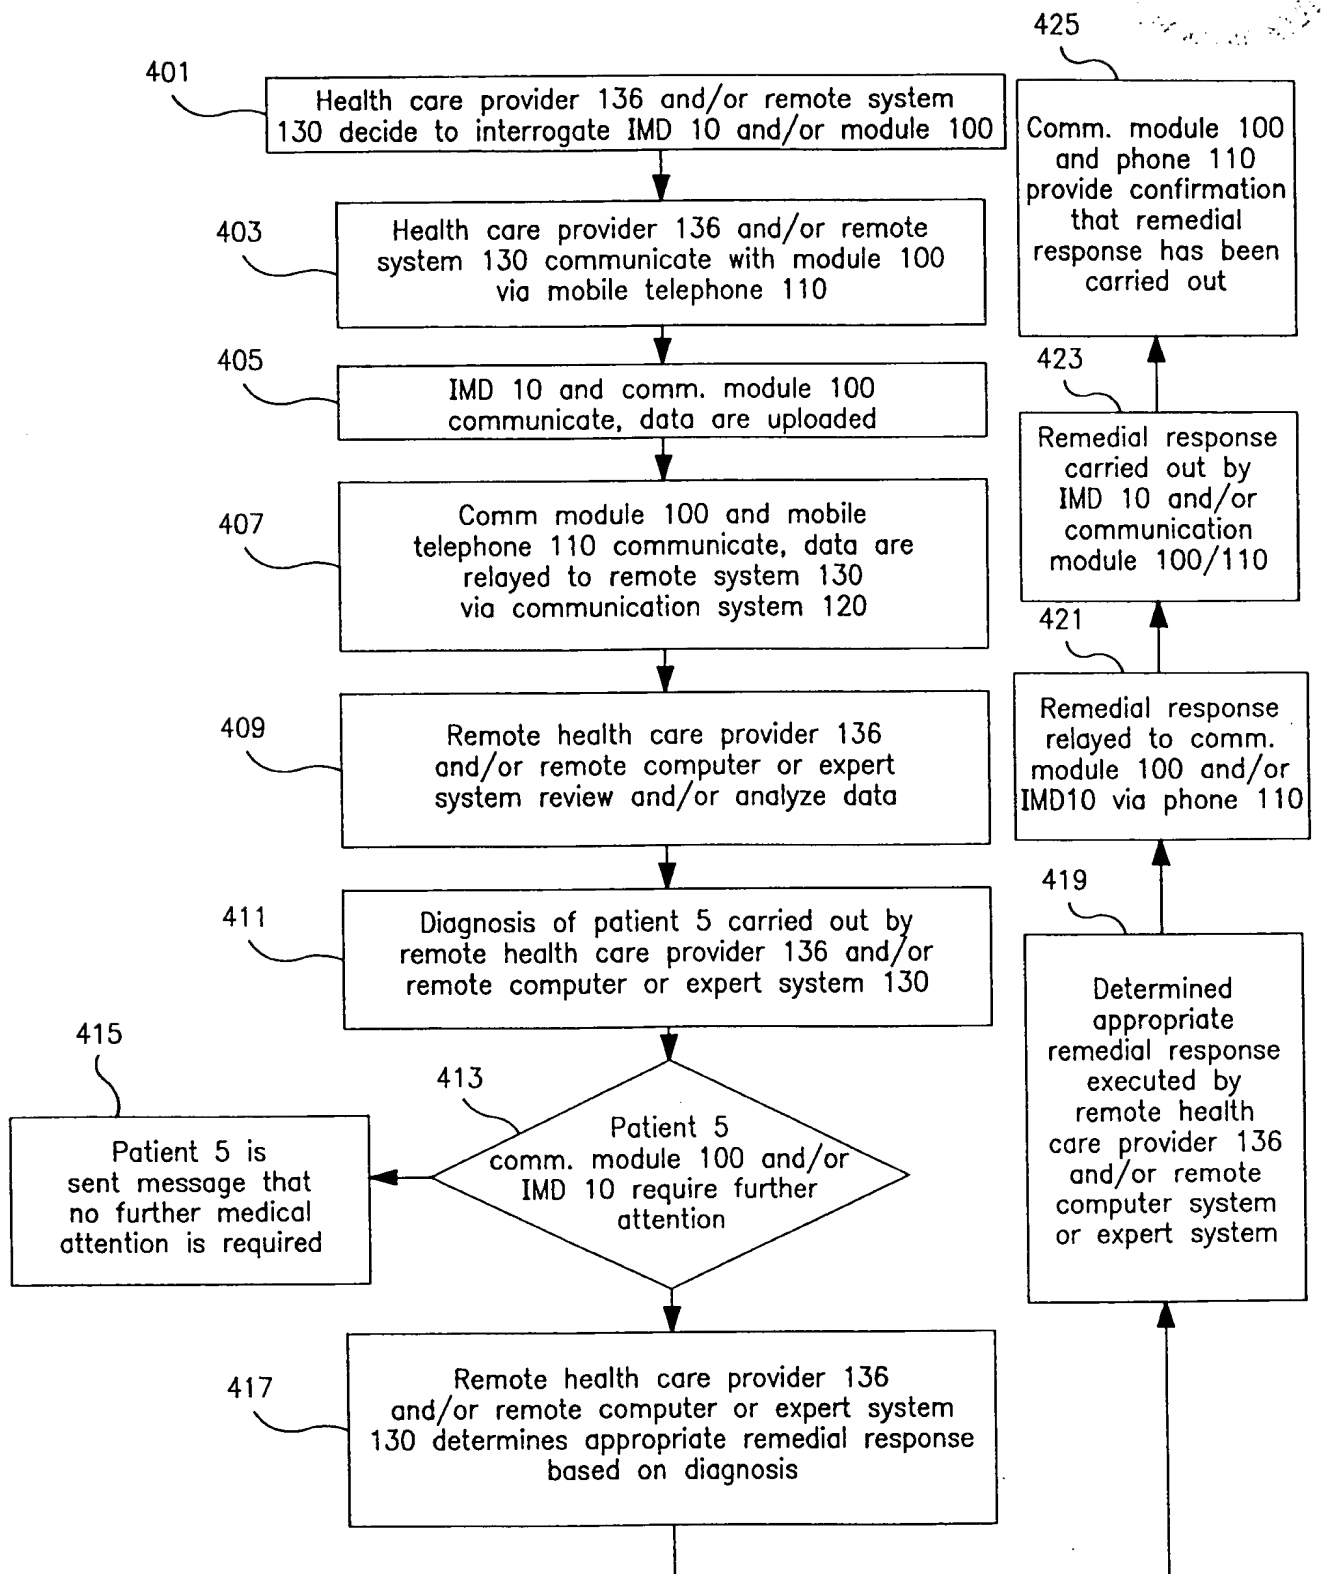 401
Health care provider 136 and/or remote system
130 decide to interrogate IMD 10 and/or module 100
403
Health care provider 136 and/or remote
system 130 communicate with module 100
via mobile telephone 110
405
IMD 10 and comm. module 100
communicate, data are uploaded
407
Comm module 100 and mobile
telephone 110 communicate, data are
relayed to remote system 130
via communication system 120
409
Remote health care provider 136
and/or remote computer or expert
system review and/or analyze data
411
Diagnosis of patient 5 carried out by
remote health care provider 136 and/or
remote computer or expert system 130
413
Patient 5
comm. module 100 and/or
IMD 10 require further
attention
415
Patient 5 is
sent message that
no further medical
attention is required
417
Remote health care provider 136
and/or remote computer or expert system
130 determines appropriate remedial response
based on diagnosis
419
Determined
appropriate
remedial response
executed by
remote health
care provider 136
and/or remote
computer system
or expert system
421
Remedial response
relayed to comm.
module 100 and/or
IMD10 via phone 110
423
Remedial response
carried out by
IMD 10 and/or
communication
module 100/110
425
Comm. module 100
and phone 110
provide confirmation
that remedial
response has been
carried out